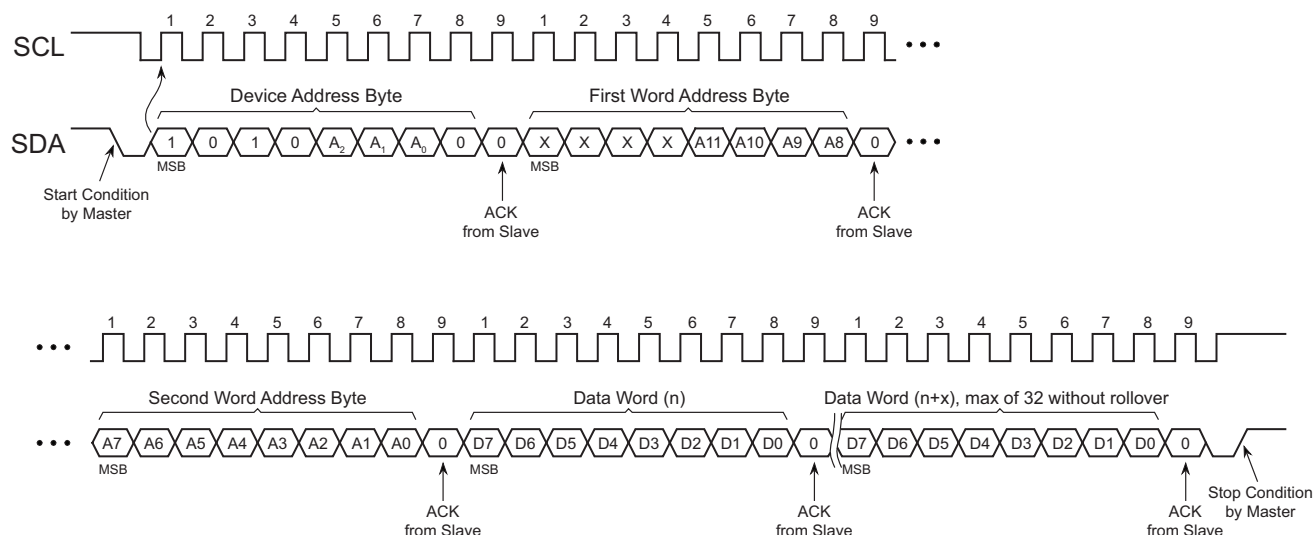 1 2 3 4 5 6 7 8 9 1 2 3 4 5 6 7 8 9
SCL
Device Address Byte First Word Address Byte
SDA 1 0 1 0 A2 A1 A0 0 0 X X X X A11 A10 A9 A8 0
MSB MSB
Start Condition
by Master
ACK
from Slave
ACK
from Slave
1 2 3 4 5 6 7 8 9 1 2 3 4 5 6 7 8 9 1 2 3 4 5 6 7 8 9
Second Word Address Byte Data Word (n) Data Word (n+x), max of 32 without rollover
A7 A6 A5 A4 A3 A2 A1 A0 0 D7 D6 D5 D4 D3 D2 D1 D0 0 D7 D6 D5 D4 D3 D2 D1 D0 0
MSB MSB MSB
ACK
from Slave
ACK
from Slave
ACK
from Slave
Stop Condition
by Master